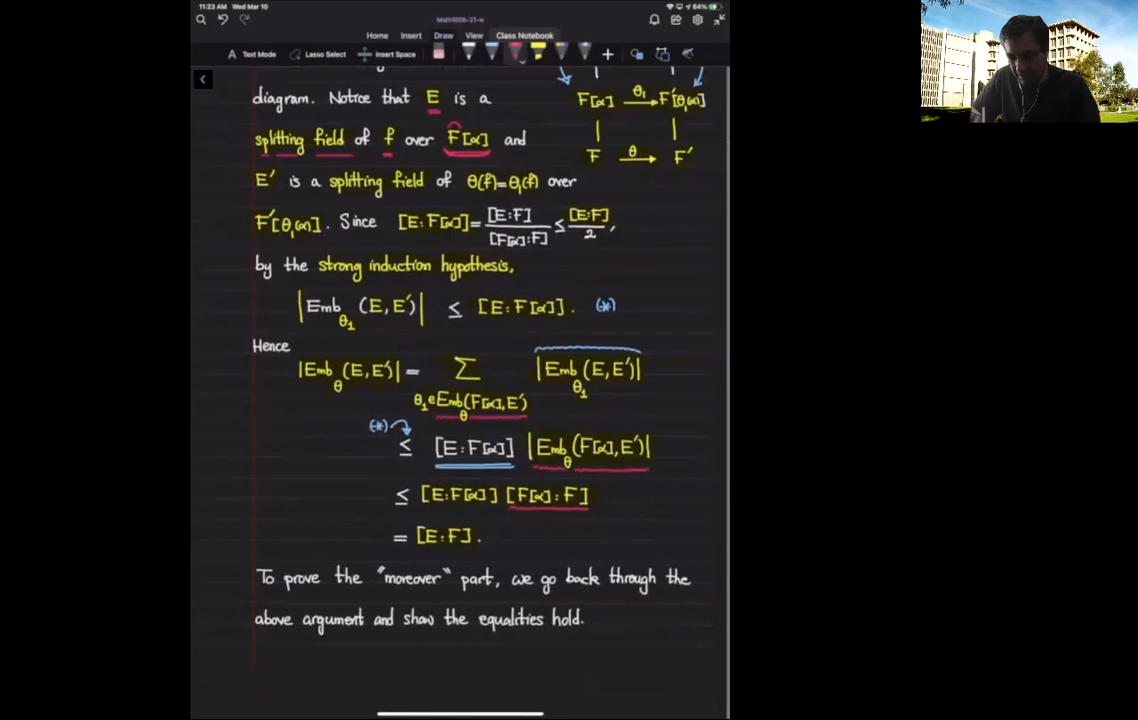 11:23 AM Wed Mar 10
64%
Math100b-21-w
Home Insert Draw View Class Notebook
Text Mode Lasso Select Insert Space
diagram. Notice that E is a
F[α] θ₁ F'[θ₁(α)]
splitting field of f over F[α] and
F θ F'
E' is a splitting field of θ(f)=θ₁(f) over
F'[θ₁(α)]. Since [E:F[α]] = [E:F] / [F[α]:F] ≤ [E:F] / 2,
by the strong induction hypothesis,
|Emb_θ₁ (E, E')| ≤ [E:F[α]]. (*)
Hence
|Emb_θ (E, E')| = Σ_{θ₁∈Emb_θ(F[α],E')} |Emb_θ₁ (E, E')|
(*)
≤ [E:F[α]] |Emb_θ (F[α], E')|
≤ [E:F[α]] [F[α]:F]
= [E:F].
To prove the "moreover" part, we go back through the
above argument and show the equalities hold.